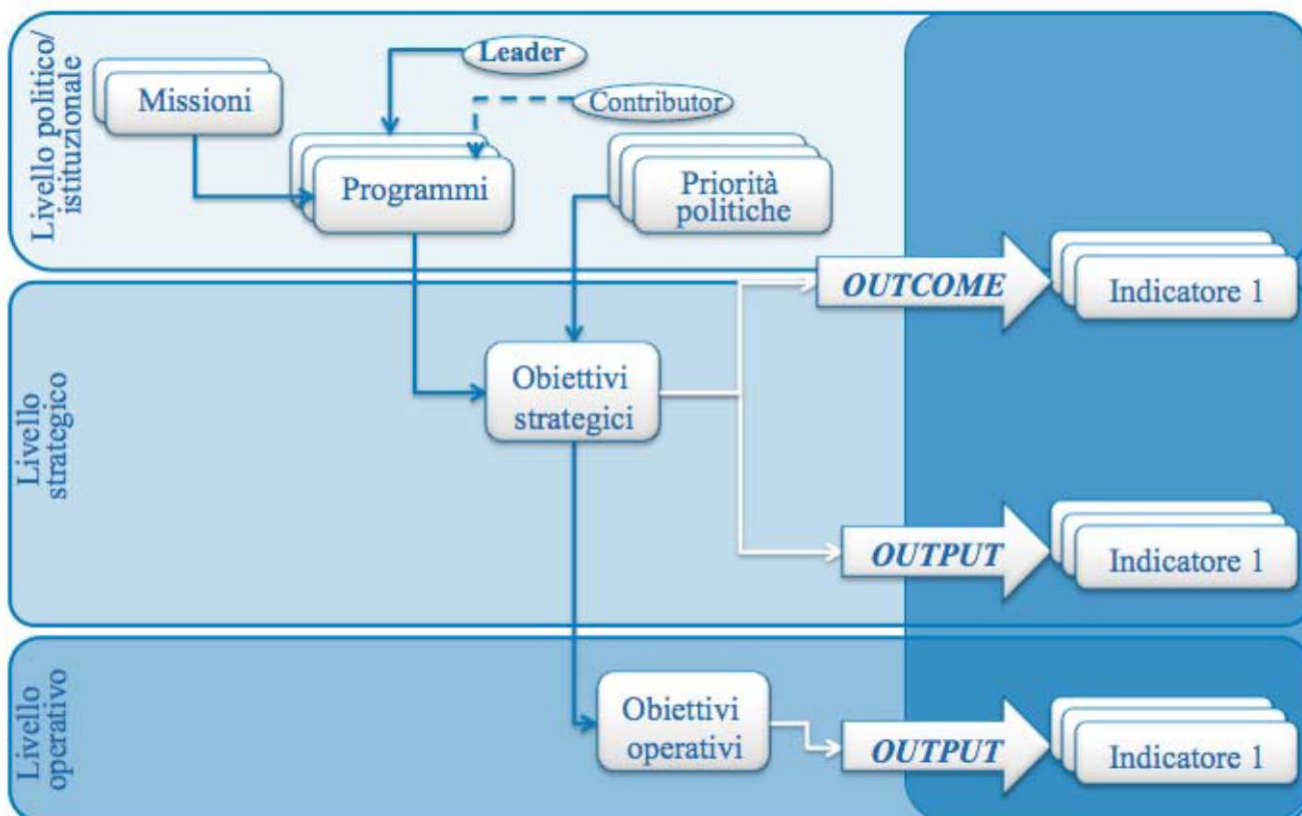 Livello politico/
istituzionale
Missioni
Leader
Contributor
Programmi
Priorità
politiche
OUTCOME
Indicatore 1
Livello
strategico
Obiettivi
strategici
OUTPUT
Indicatore 1
Livello
operativo
Obiettivi
operativi
OUTPUT
Indicatore 1